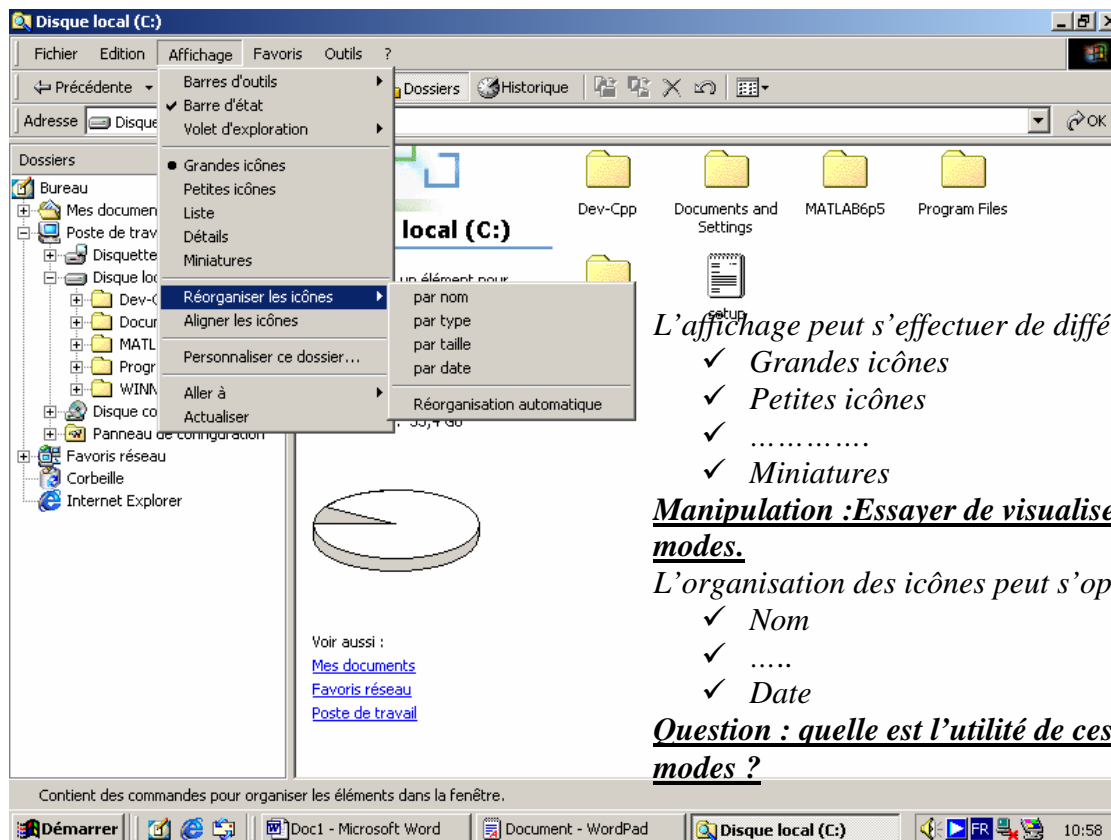 Disque local (C:)
Fichier Edition Affichage Favoris Outils ?
Précédente Dossiers Historique
Adresse Disque OK
Dossiers
Bureau
Mes documen
Poste de trav
Disquette
Disque loc
Dev-C
Docur
MATL
Progr
WINN
Disque co
Panneau de configuration
Favoris réseau
Corbeille
Internet Explorer
Barres d'outils
Barre d'état
Volet d'exploration
Grandes icônes
Petites icônes
Liste
Détails
Miniatures
Réorganiser les icônes
Aligner les icônes
Personnaliser ce dossier...
Aller à
Actualiser
par nom
par type
par taille
par date
Réorganisation automatique
local (C:)
un élément pour
Dev-Cpp
Documents and
Settings
MATLAB6p5
Program Files
setup
Voir aussi :
Mes documents
Favoris réseau
Poste de travail
L'affichage peut s'effectuer de diffé
✓ Grandes icônes
✓ Petites icônes
✓ ………….
✓ Miniatures
Manipulation :Essayer de visualise
modes.
L'organisation des icônes peut s'op
✓ Nom
✓ …..
✓ Date
Question : quelle est l'utilité de ces
modes ?
Contient des commandes pour organiser les éléments dans la fenêtre.
Démarrer Doc1 - Microsoft Word Document - WordPad Disque local (C:) FR 10:58